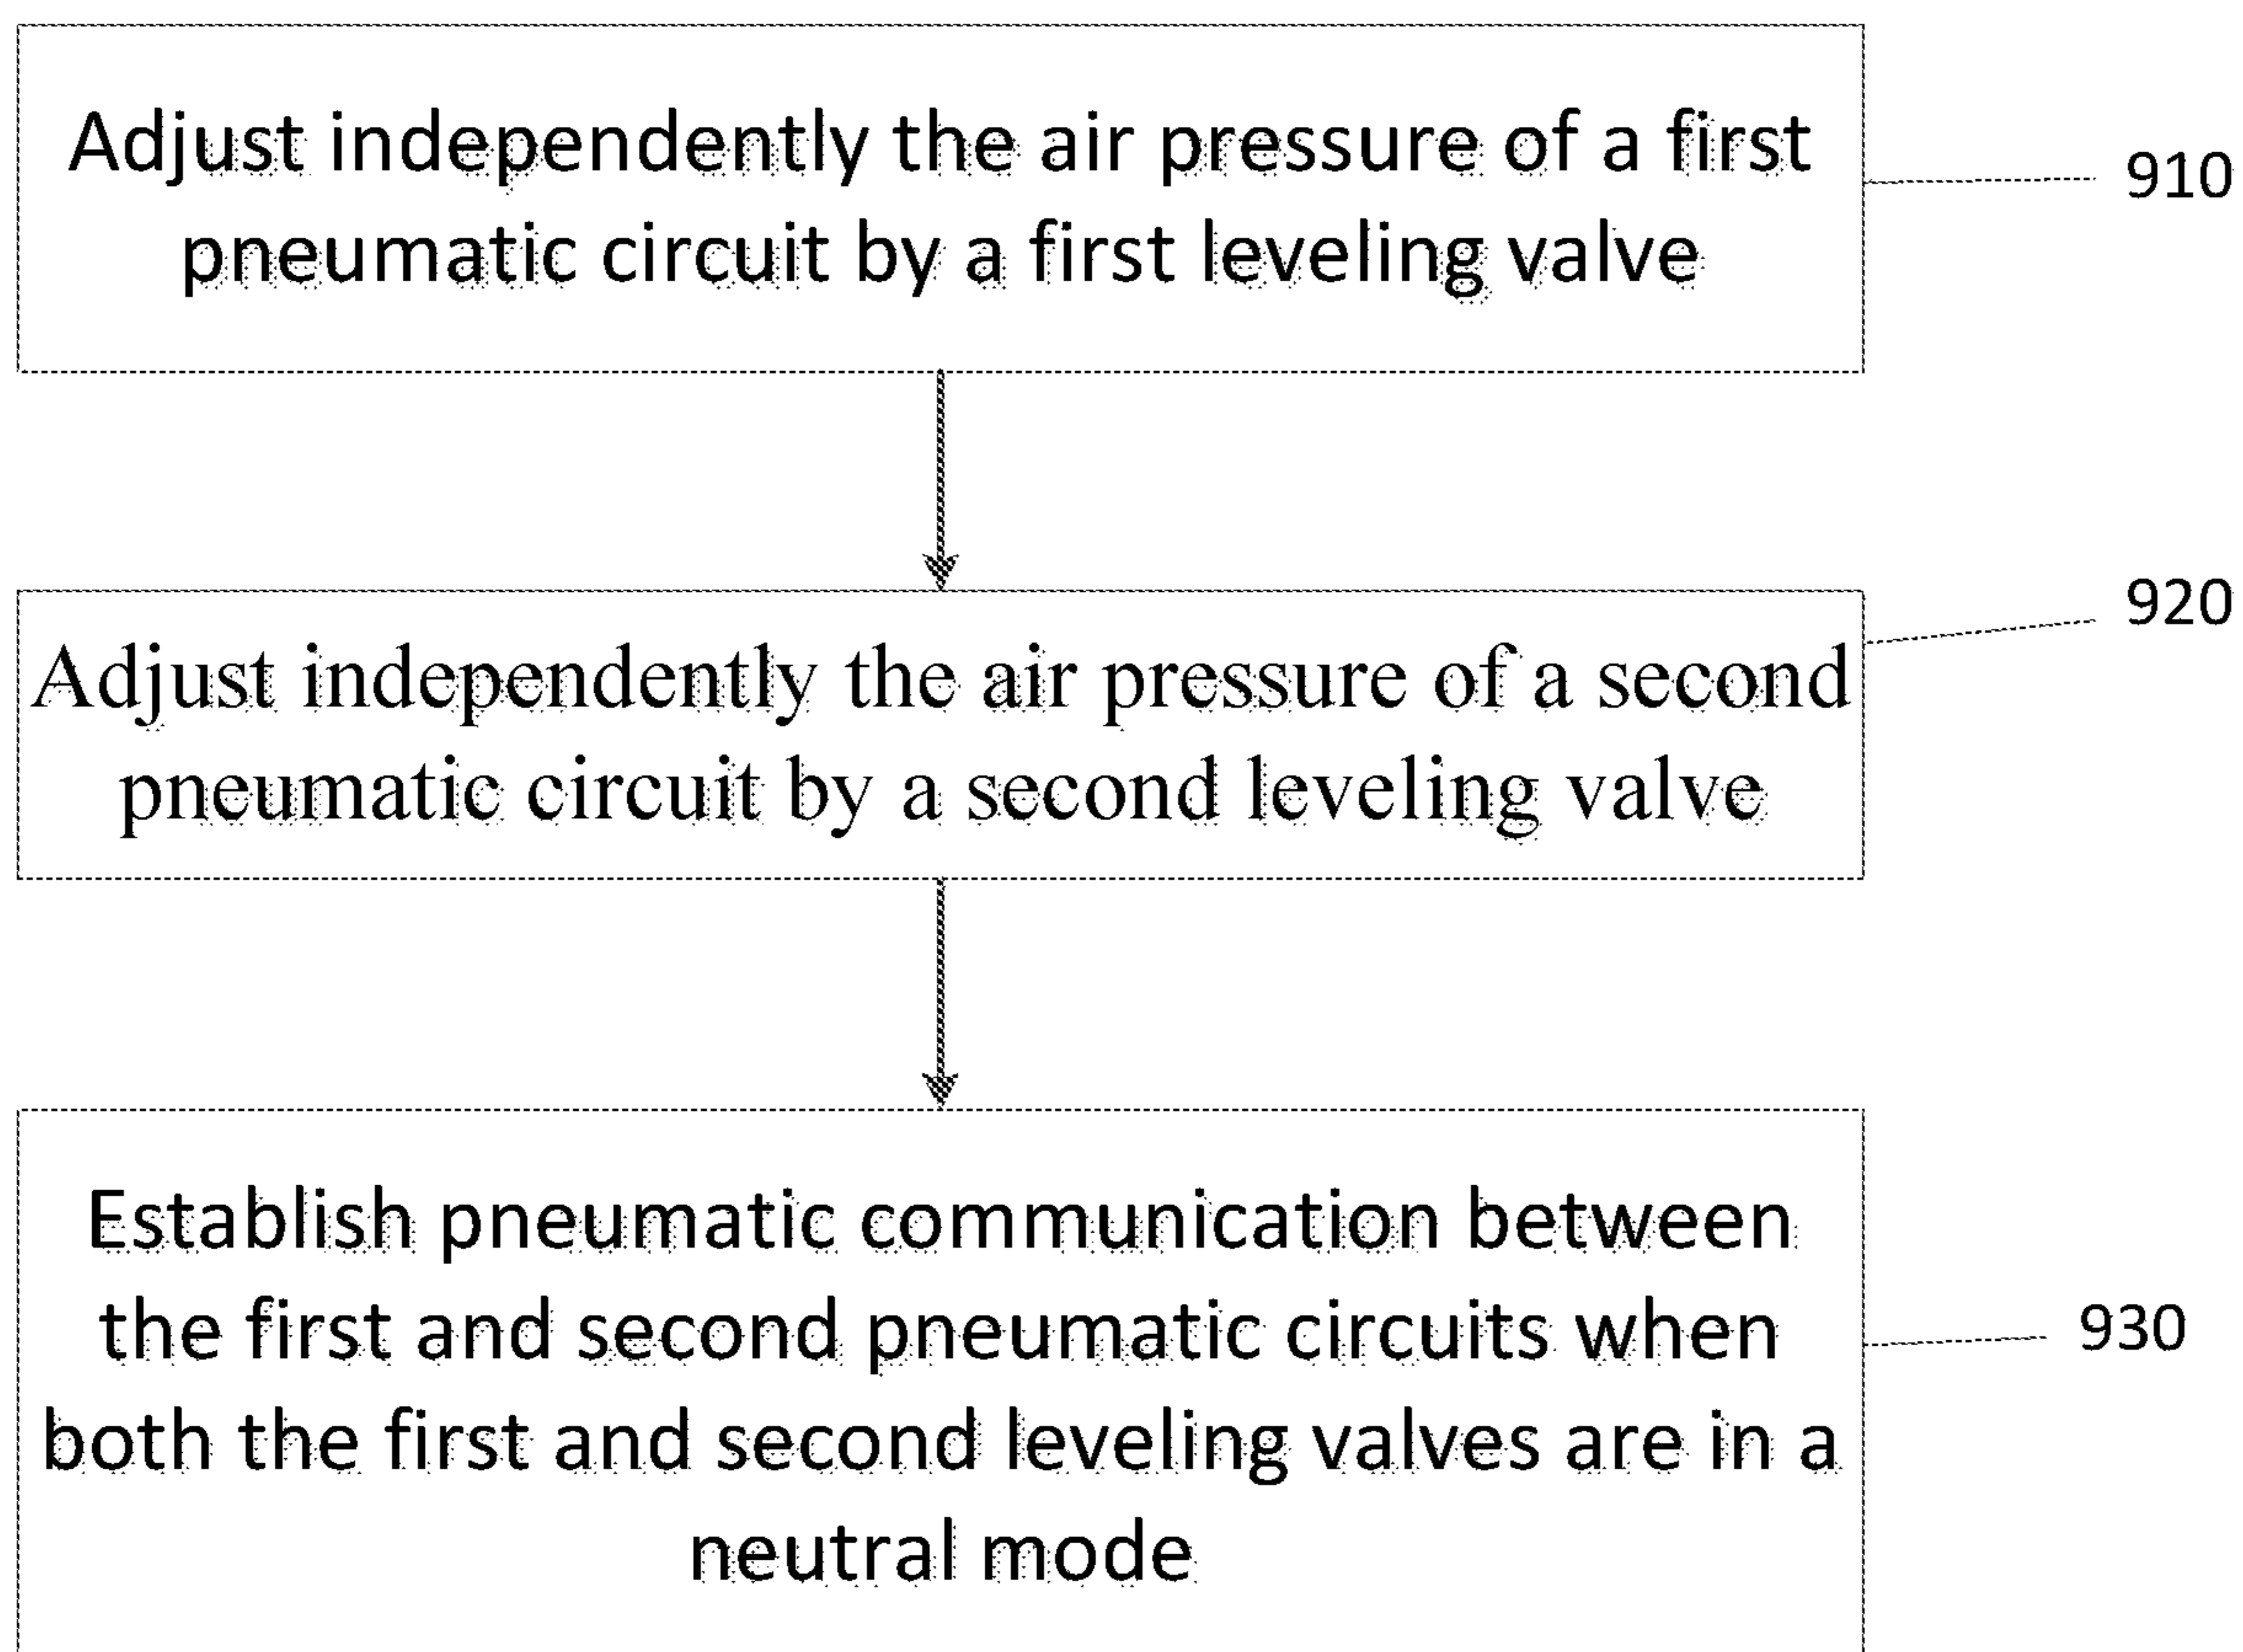 Adjust independently the air pressure of a first
pneumatic circuit by a first leveling valve
910
Adjust independently the air pressure of a second
pneumatic circuit by a second leveling valve
920
Establish pneumatic communication between
the first and second pneumatic circuits when
both the first and second leveling valves are in a
neutral mode
930